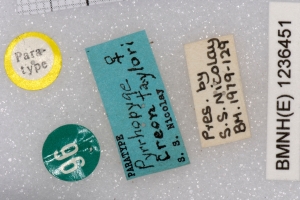 Para-
type
96
PARATYPE ♀
Pyrrhopyge
Creon taylori
S. S. Nicolay
Pres. by
S.S. Nicolay
BM. 1979-129
BMNH(E) 1236451